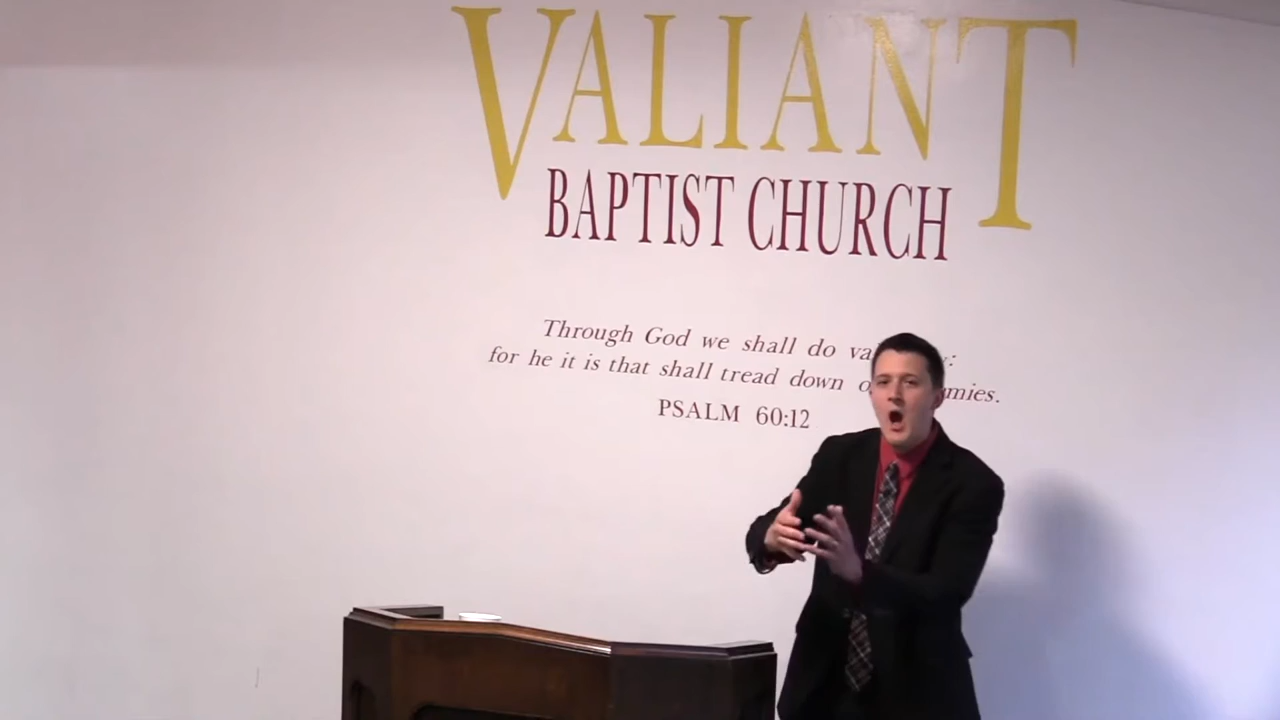 VALIANT
BAPTIST CHURCH
Through God we shall do
for he it is that shall tread down
PSALM 60:12